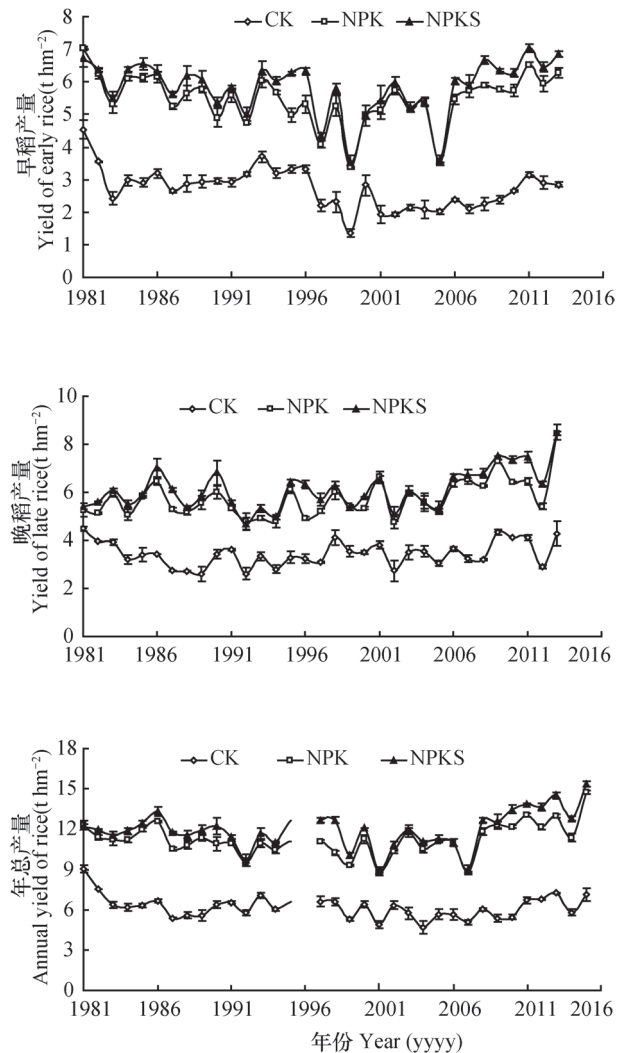 CK NPK NPKS
早稻产量
Yield of early rice(t hm⁻²)
8
7
6
5
4
3
2
1
0
1981 1986 1991 1996 2001 2006 2011 2016
CK NPK NPKS
晚稻产量
Yield of late rice(t hm⁻²)
10
8
6
4
2
0
1981 1986 1991 1996 2001 2006 2011 2016
CK NPK NPKS
年总产量
Annual yield of rice(t hm⁻²)
18
15
12
9
6
3
0
1981 1986 1991 1996 2001 2006 2011 2016
年份 Year (yyyy)